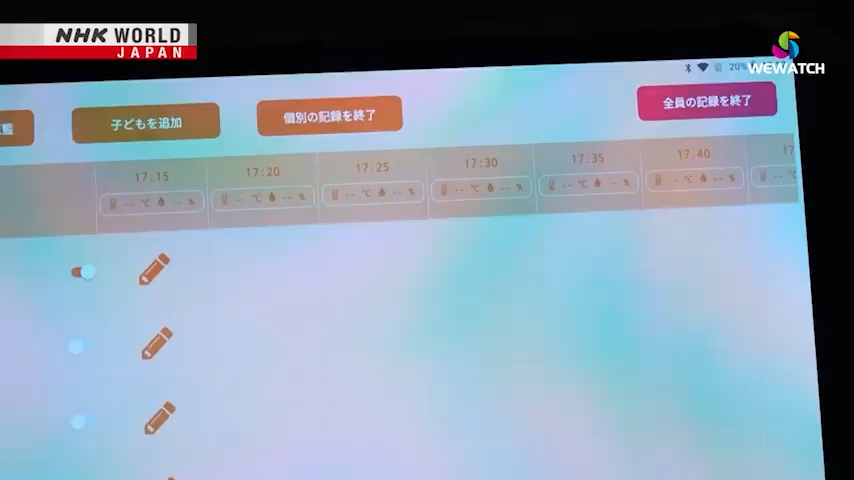 NHK WORLD
JAPAN
WEWATCH
20%
子どもを追加
個別の記録を終了
全員の記録を終了
17:15
17:20
17:25
17:30
17:35
17:40
17
-- ℃ -- %
-- ℃ -- %
-- ℃ -- %
-- ℃ -- %
-- ℃ -- %
-- ℃ -- %
-- ℃